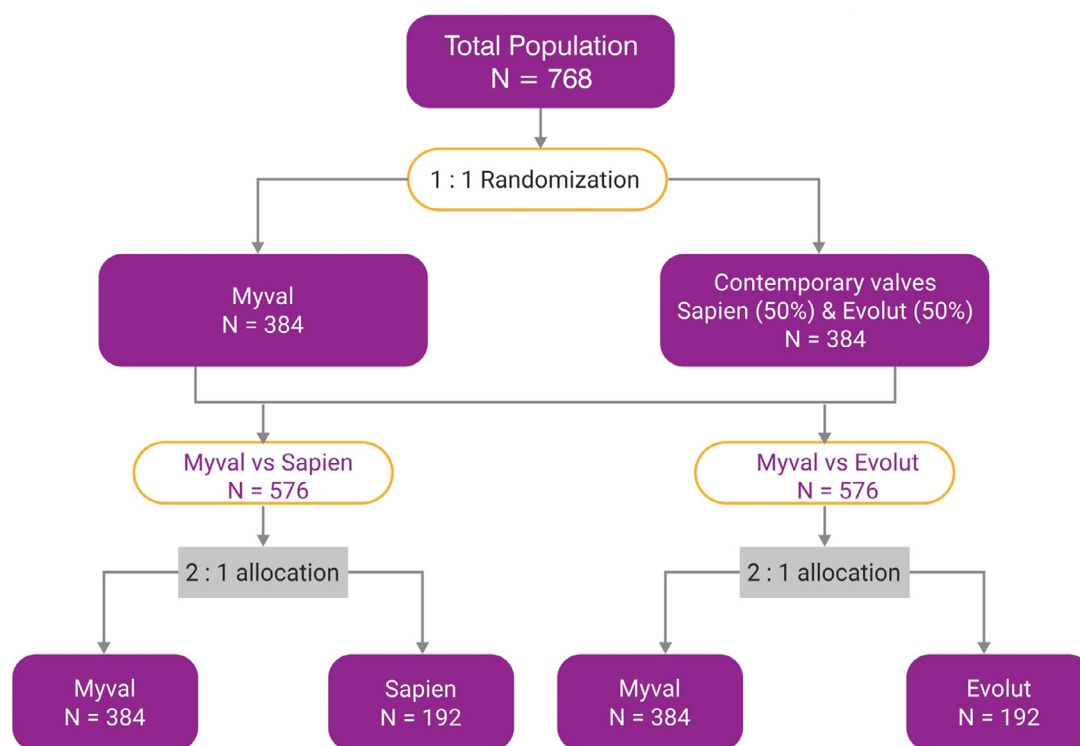 Total Population
N = 768
1 : 1 Randomization
Myval
N = 384
Contemporary valves
Sapien (50%) & Evolut (50%)
N = 384
Myval vs Sapien
N = 576
Myval vs Evolut
N = 576
2 : 1 allocation
2 : 1 allocation
Myval
N = 384
Sapien
N = 192
Myval
N = 384
Evolut
N = 192